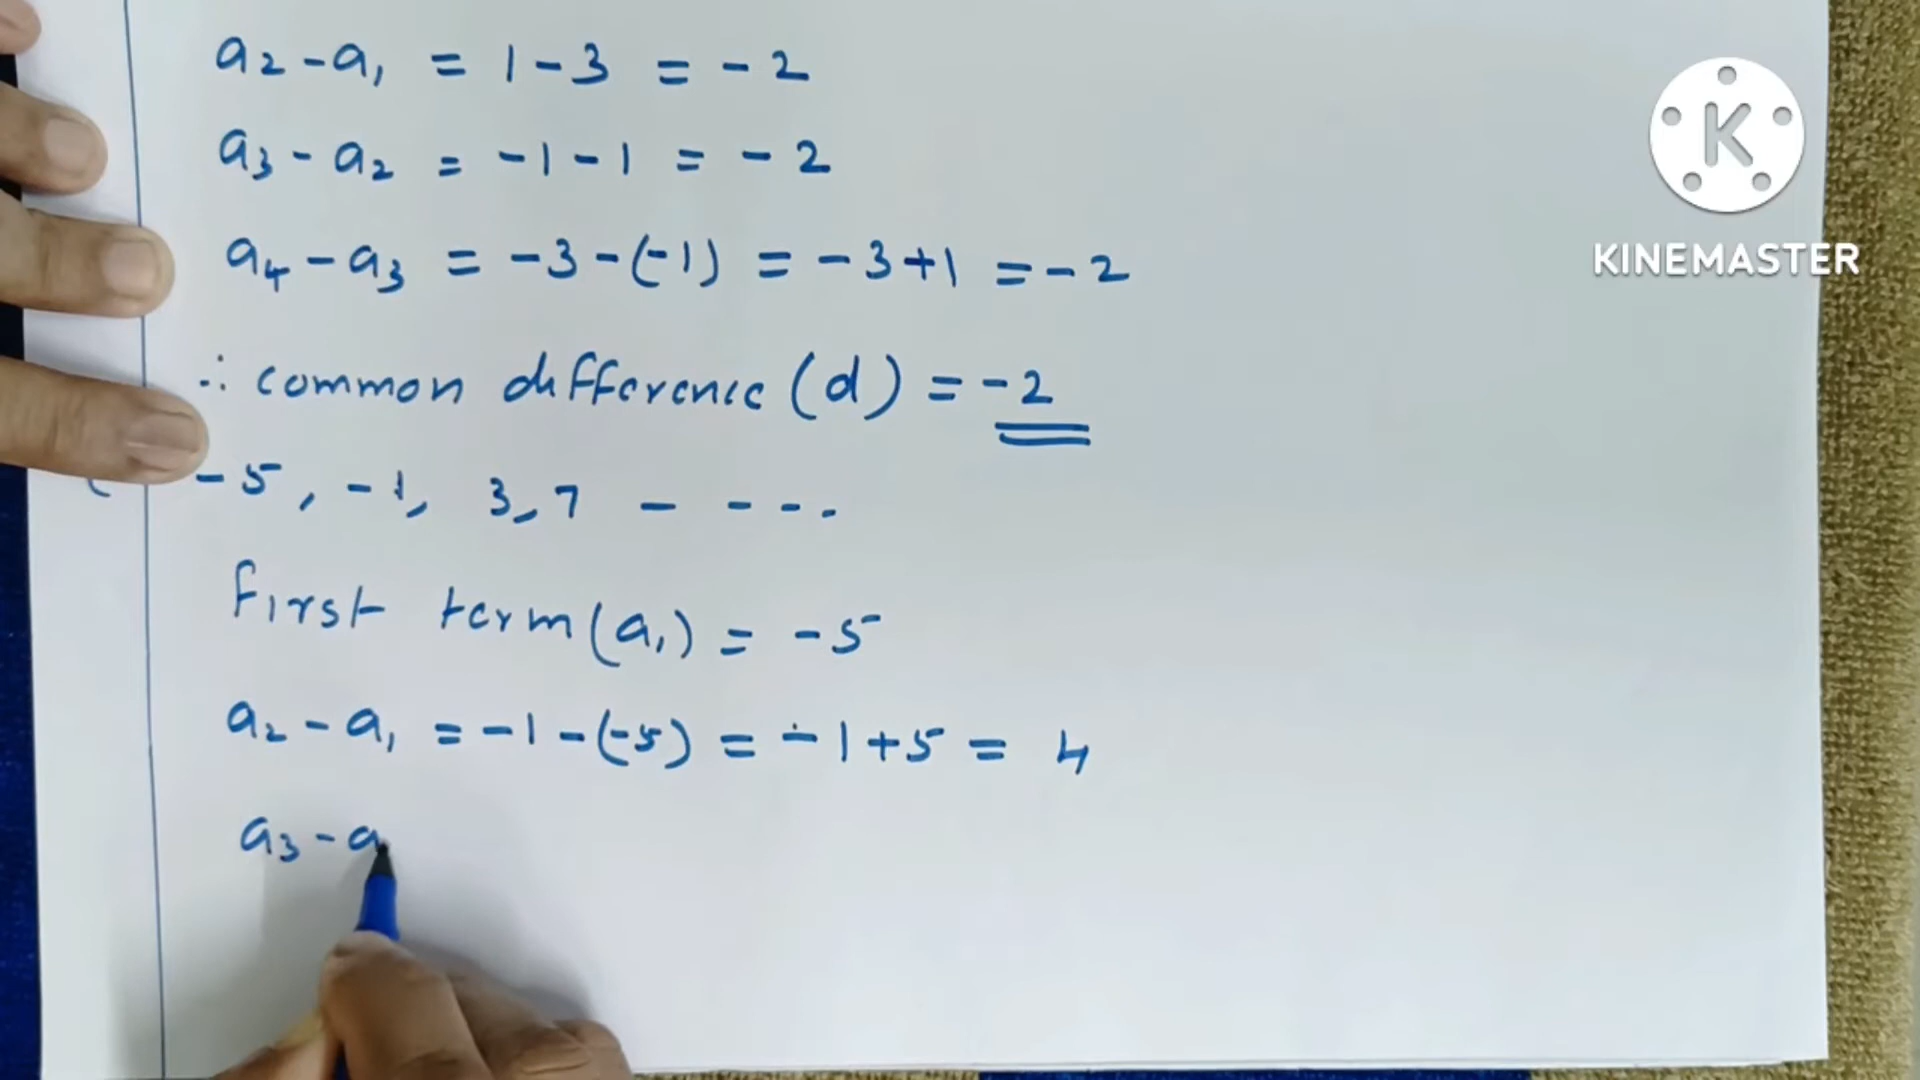 a₂ - a₁ = 1 - 3 = - 2
a₃ - a₂ = -1 - 1 = - 2
a₄ - a₃ = -3 - (-1) = -3+1 = -2
∴ common difference (d) = -2
-5, -1, 3, 7 - - - -
First term (a₁) = -5
a₂ - a₁ = -1 - (-5) = -1+5 = 4
a₃ - a
K
KINEMASTER